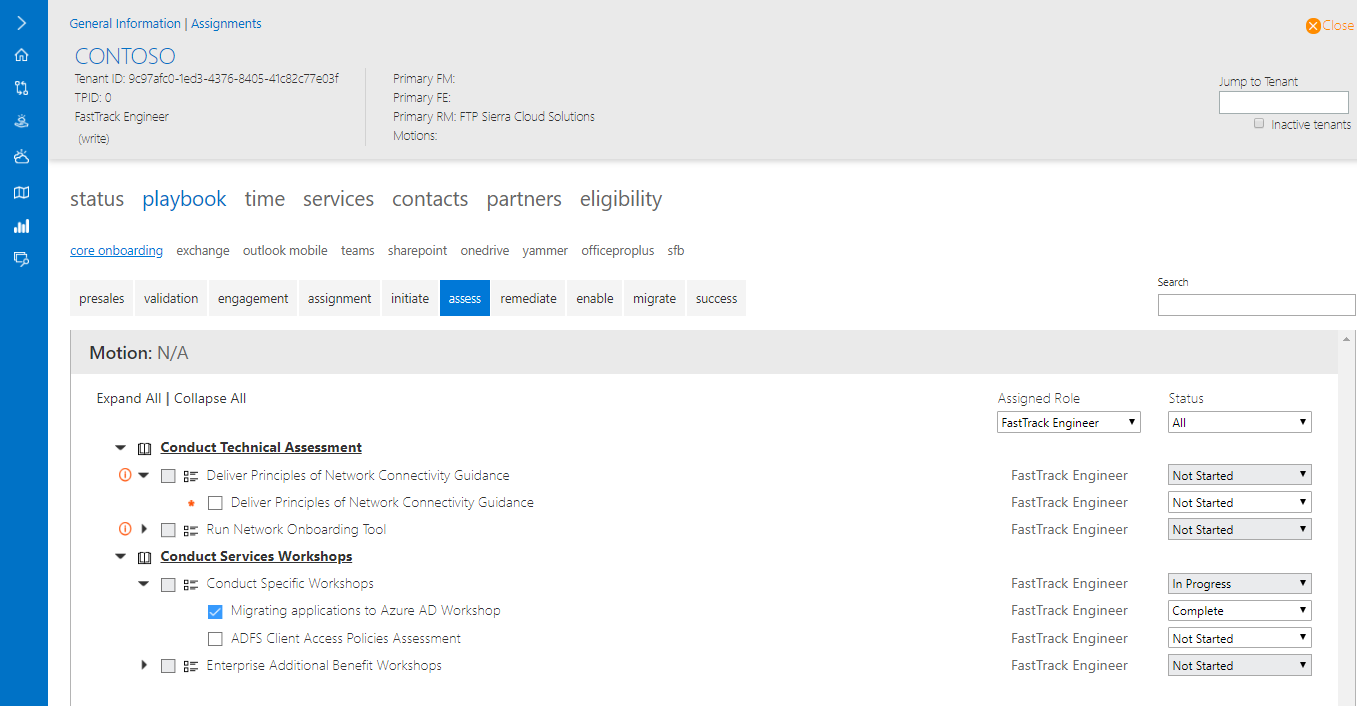 General Information | Assignments
Close
CONTOSO
Tenant ID: 9c97afc0-1ed3-4376-8405-41c82c77e03f
TPID: 0
FastTrack Engineer
(write)
Primary FM:
Primary FE:
Primary RM: FTP Sierra Cloud Solutions
Motions:
Jump to Tenant
Inactive tenants
status playbook time services contacts partners eligibility
core onboarding exchange outlook mobile teams sharepoint onedrive yammer officeproplus sfb
presales validation engagement assignment initiate assess remediate enable migrate success
Search
Motion: N/A
Expand All | Collapse All
Assigned Role Status
FastTrack Engineer All
Conduct Technical Assessment
Deliver Principles of Network Connectivity Guidance FastTrack Engineer Not Started
* Deliver Principles of Network Connectivity Guidance FastTrack Engineer Not Started
Run Network Onboarding Tool FastTrack Engineer Not Started
Conduct Services Workshops
Conduct Specific Workshops FastTrack Engineer In Progress
Migrating applications to Azure AD Workshop FastTrack Engineer Complete
ADFS Client Access Policies Assessment FastTrack Engineer Not Started
Enterprise Additional Benefit Workshops FastTrack Engineer Not Started